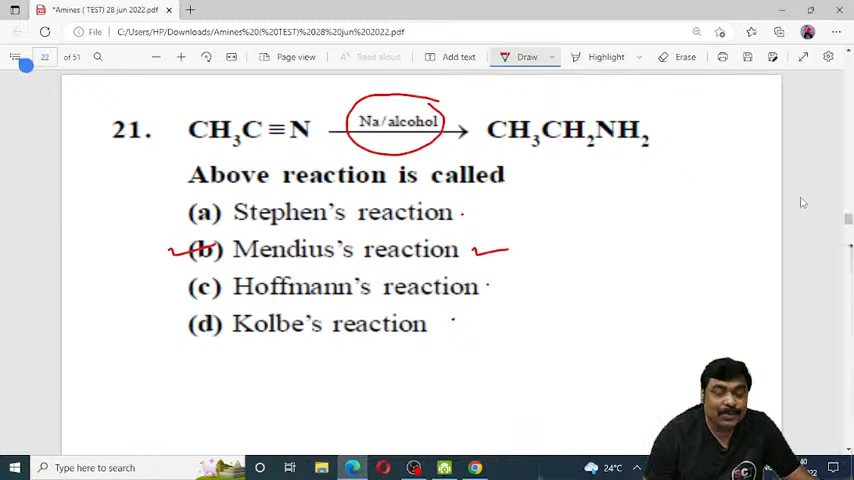 *Amines ( TEST) 28 jun 2022.pdf
File C:/Users/HP/Downloads/Amines%20(%20TEST)%2028%20jun%202022.pdf
22 of 51 Page view Read aloud Add text Draw Highlight Erase
21. CH₃C≡N Na/alcohol CH₃CH₂NH₂
Above reaction is called
(a) Stephen's reaction
(b) Mendius's reaction
(c) Hoffmann's reaction
(d) Kolbe's reaction
Type here to search 24°C